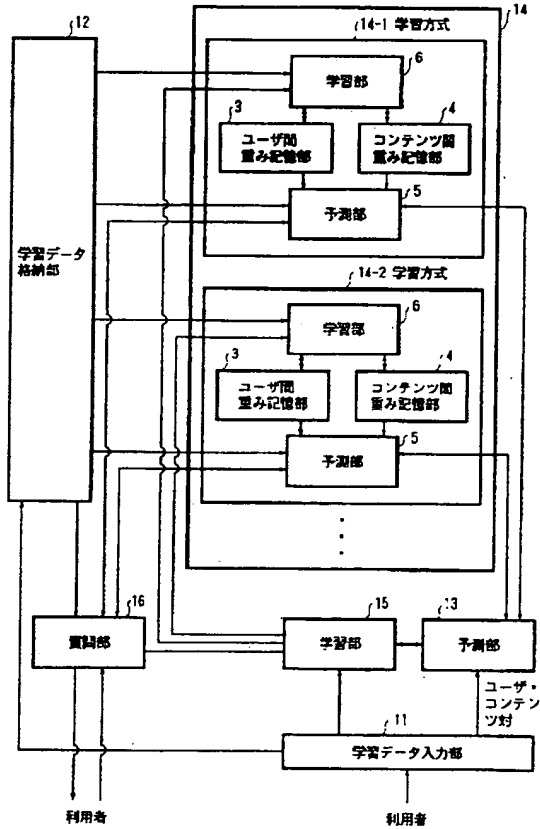 12
14
14-1 学習方式
6
学習部
3
4
ユーザ間
重み記憶部
コンテンツ間
重み記憶部
5
予測部
学習データ
格納部
14-2 学習方式
6
学習部
3
4
ユーザ間
重み記憶部
コンテンツ間
重み記憶部
5
予測部
16
質問部
15
学習部
13
予測部
ユーザ・
コンテン
ツ対
11
学習データ入力部
利用者
利用者